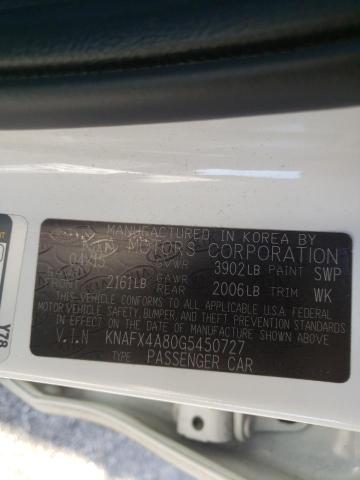 MANUFACTURED IN KOREA BY
KIA MOTORS CORPORATION
GVWR 3902LB PAINT SWP
FRONT 2161LB GAWR REAR 2006LB TRIM WK
THIS VEHICLE CONFORMS TO ALL APPLICABLE U.S.A FEDERAL
MOTOR VEHICLE SAFETY, BUMPER, AND THEFT PREVENTION
STANDARDS IN EFFECT ON THE DATE OF MANUFACTURE SHOWN ABOVE
V.I.N KNAFX4A80G5450727
TYPE PASSENGER CAR
Y78